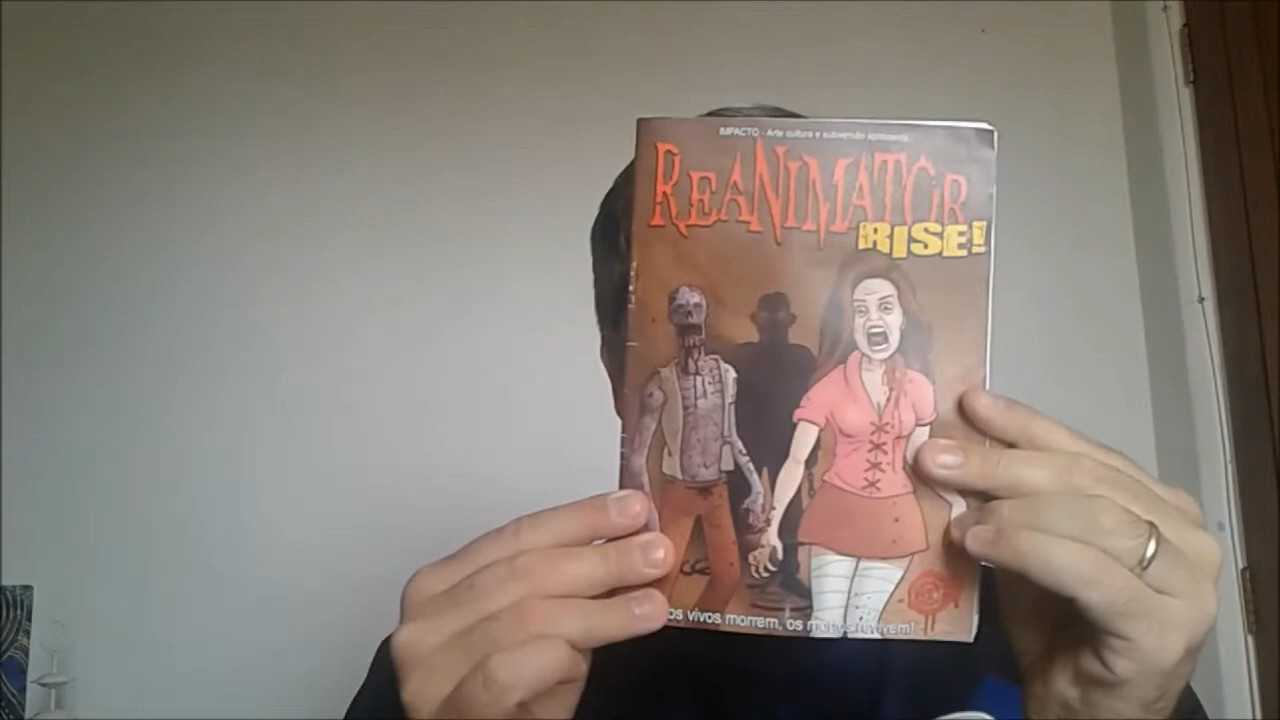 IMPACTO - Arte cultura e subversão apresenta
REANIMATOR
RISE!
os vivos morrem, os mortos revivem!